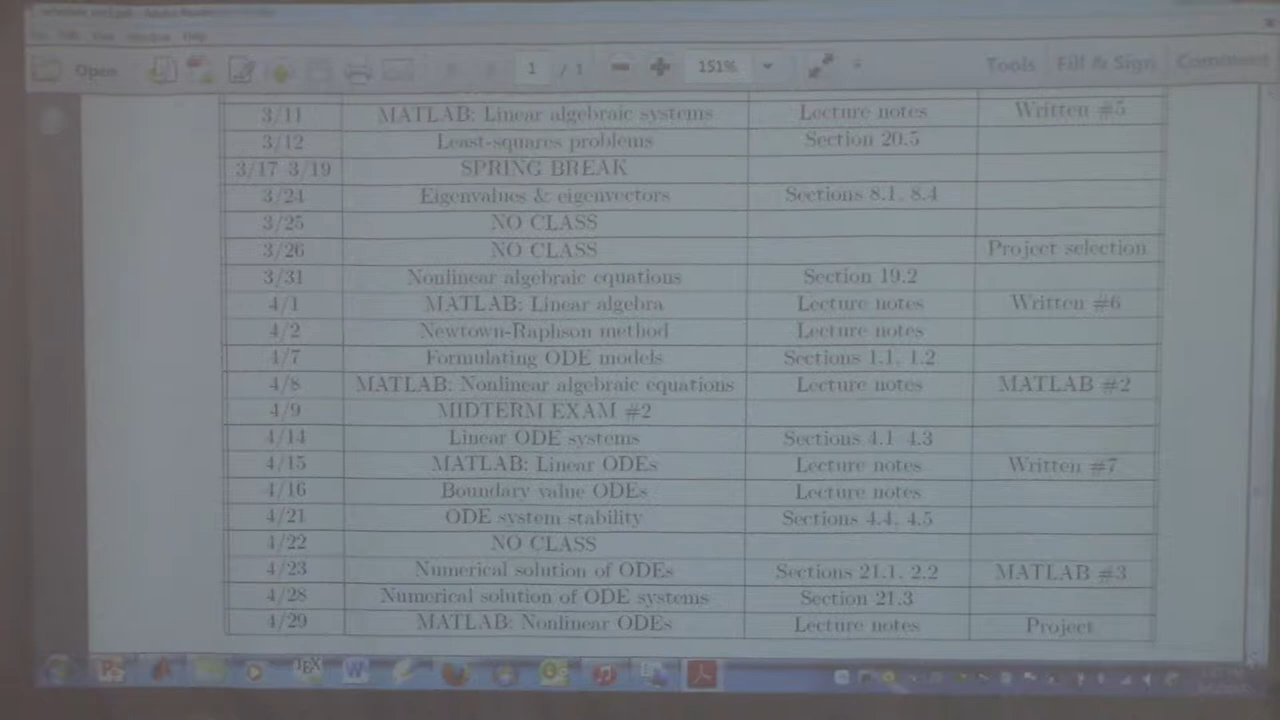 Open 1 / 1 151% Tools Fill & Sign Comment
3/11 MATLAB: Linear algebraic systems Lecture notes Written #5
3/12 Least-squares problems Section 20.5
3/17 3/19 SPRING BREAK
3/24 Eigenvalues & eigenvectors Sections 8.1, 8.4
3/25 NO CLASS
3/26 NO CLASS Project selection
3/31 Nonlinear algebraic equations Section 19.2
4/1 MATLAB: Linear algebra Lecture notes Written #6
4/2 Newtown-Raphson method Lecture notes
4/7 Formulating ODE models Sections 1.1, 1.2
4/8 MATLAB: Nonlinear algebraic equations Lecture notes MATLAB #2
4/9 MIDTERM EXAM #2
4/14 Linear ODE systems Sections 4.1 4.3
4/15 MATLAB: Linear ODEs Lecture notes Written #7
4/16 Boundary value ODEs Lecture notes
4/21 ODE system stability Sections 4.4, 4.5
4/22 NO CLASS
4/23 Numerical solution of ODEs Sections 21.1, 2.2 MATLAB #3
4/28 Numerical solution of ODE systems Section 21.3
4/29 MATLAB: Nonlinear ODEs Lecture notes Project